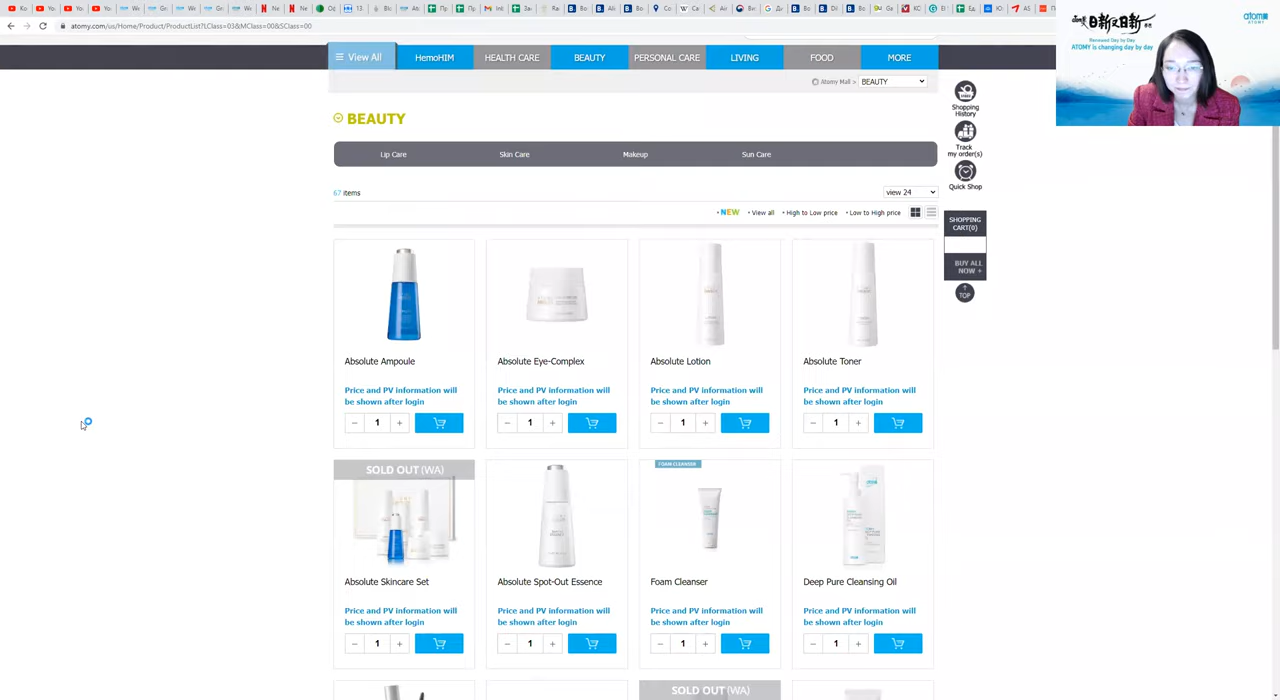 atomy.com/us/Home/Product/ProductList?LClass=03&MClass=00&SClass=00
日新又日新
Renewed Day by Day
ATOMY is changing day by day
atomy
View All
HemoHIM
HEALTH CARE
BEAUTY
PERSONAL CARE
LIVING
FOOD
MORE
Atomy Mall
BEAUTY
BEAUTY
Lip Care
Skin Care
Makeup
Sun Care
67 items
view 24
• NEW
• View all
• High to Low price
• Low to High price
Shopping
History
Track
my order(s)
Quick Shop
SHOPPING
CART(0)
BUY ALL
NOW +
TOP
Absolute Ampoule
Absolute Eye-Complex
Absolute Lotion
Absolute Toner
Price and PV information will
be shown after login
Price and PV information will
be shown after login
Price and PV information will
be shown after login
Price and PV information will
be shown after login
− 1 +
− 1 +
− 1 +
− 1 +
SOLD OUT (WA)
FOAM CLEANSER
Absolute Skincare Set
Absolute Spot-Out Essence
Foam Cleanser
Deep Pure Cleansing Oil
Price and PV information will
be shown after login
Price and PV information will
be shown after login
Price and PV information will
be shown after login
Price and PV information will
be shown after login
− 1 +
− 1 +
− 1 +
− 1 +
SOLD OUT (WA)